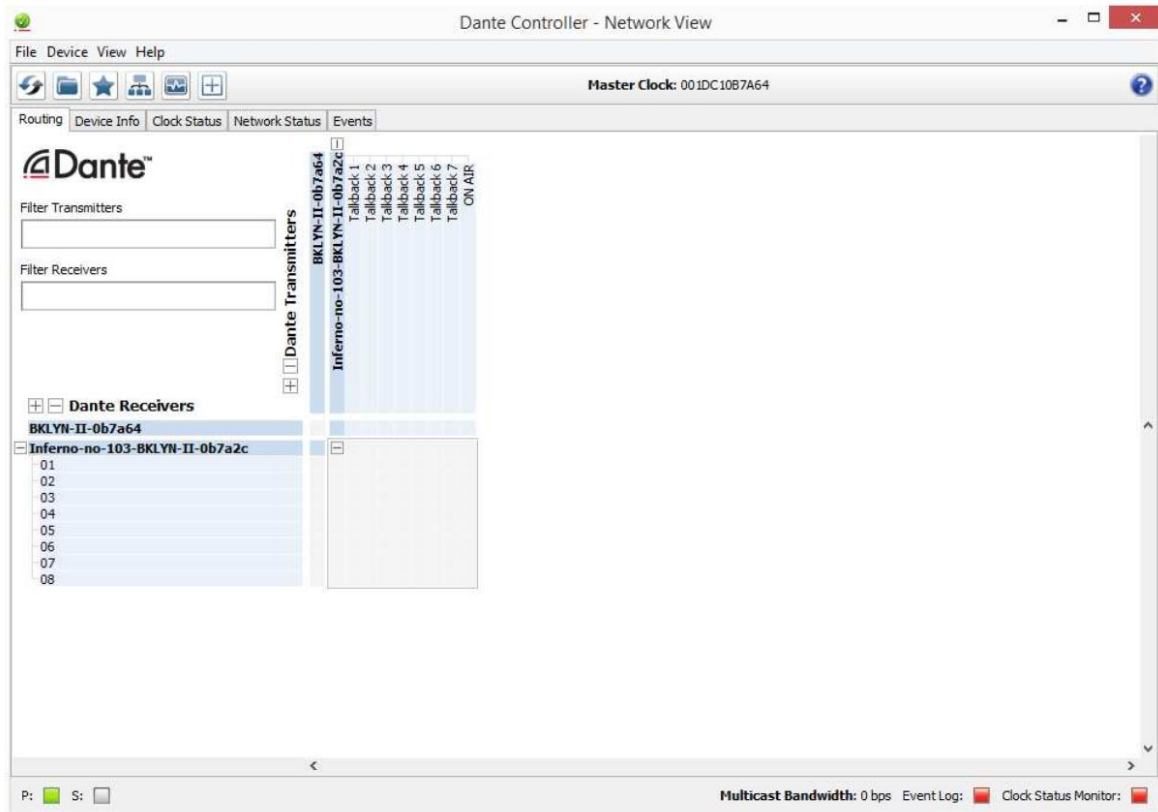 Dante Controller - Network View
File Device View Help
Master Clock: 001DC10B7A64
Routing Device Info Clock Status Network Status Events
Dante™
Filter Transmitters
Filter Receivers
Dante Transmitters
BKLYN-II-0b7a64
Inferno-no-103-BKLYN-II-0b7a2c
Talkback 1
Talkback 2
Talkback 3
Talkback 4
Talkback 5
Talkback 6
Talkback 7
ON AIR
Dante Receivers
BKLYN-II-0b7a64
Inferno-no-103-BKLYN-II-0b7a2c
01
02
03
04
05
06
07
08
P: S: Multicast Bandwidth: 0 bps Event Log: Clock Status Monitor: